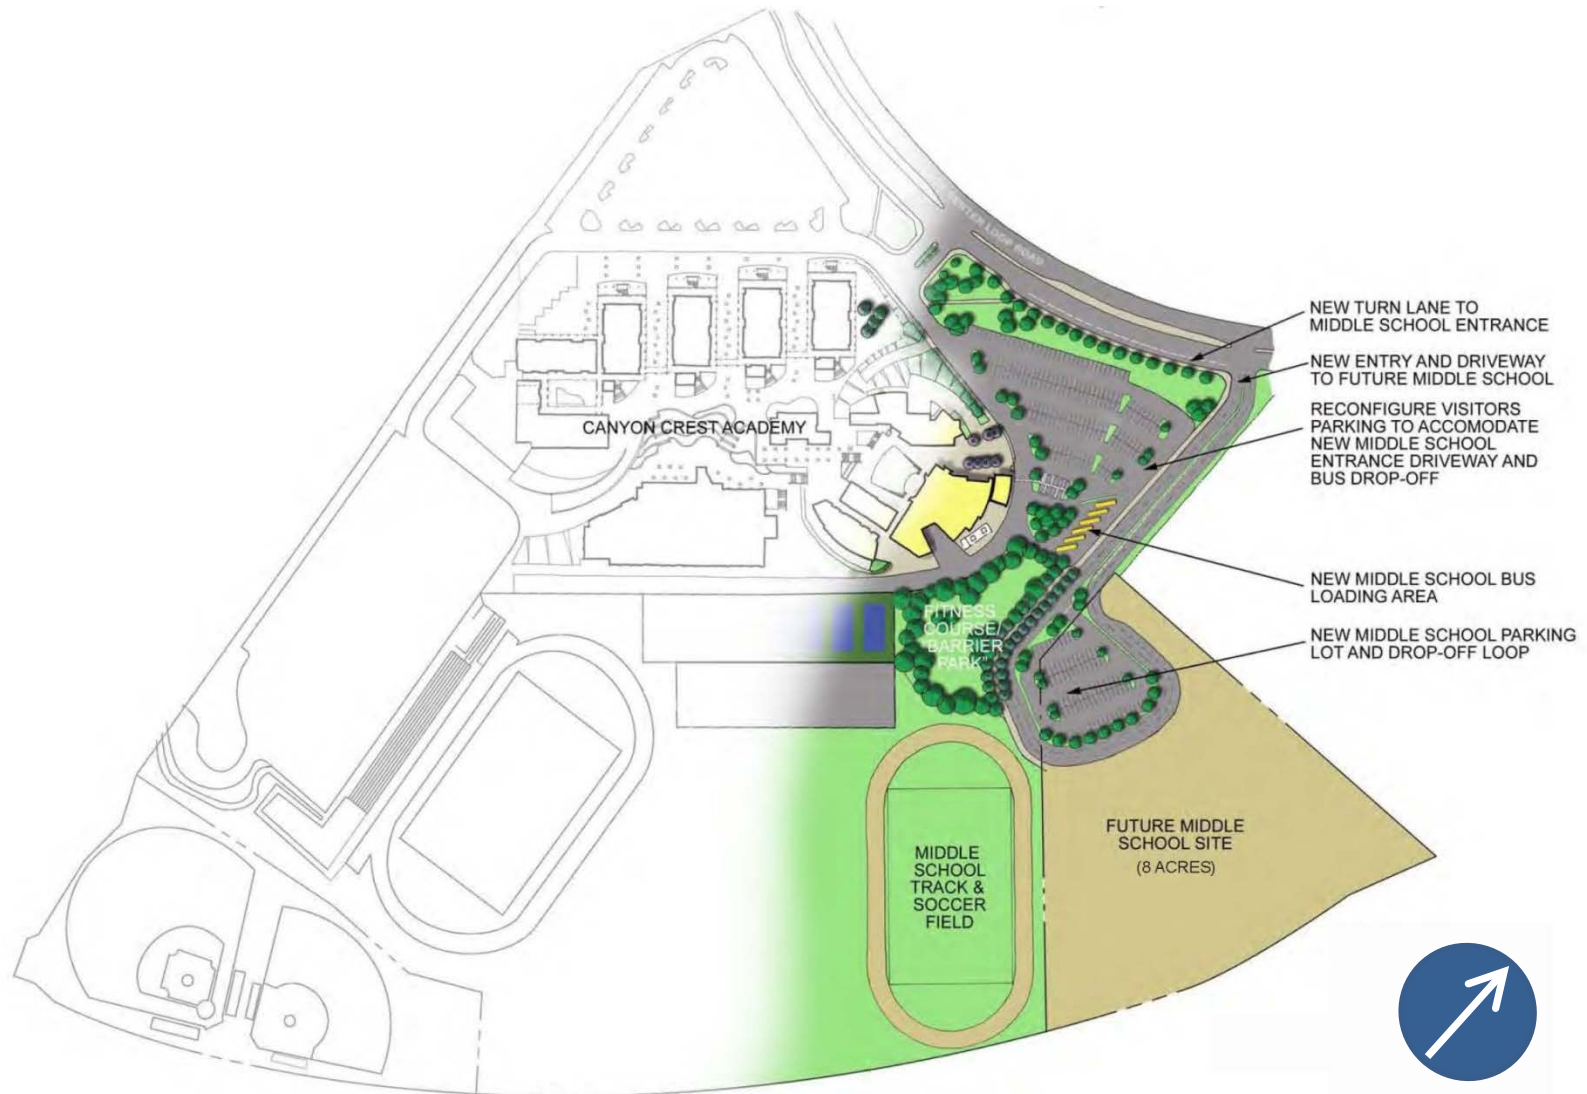 CENTER LOOP ROAD
NEW TURN LANE TO
MIDDLE SCHOOL ENTRANCE
NEW ENTRY AND DRIVEWAY
TO FUTURE MIDDLE SCHOOL
RECONFIGURE VISITORS
PARKING TO ACCOMODATE
NEW MIDDLE SCHOOL
ENTRANCE DRIVEWAY AND
BUS DROP-OFF
CANYON CREST ACADEMY
NEW MIDDLE SCHOOL BUS
LOADING AREA
FITNESS
COURSE/
"BARRIER
PARK"
NEW MIDDLE SCHOOL PARKING
LOT AND DROP-OFF LOOP
FUTURE MIDDLE
SCHOOL SITE
(8 ACRES)
MIDDLE
SCHOOL
TRACK &
SOCCER
FIELD